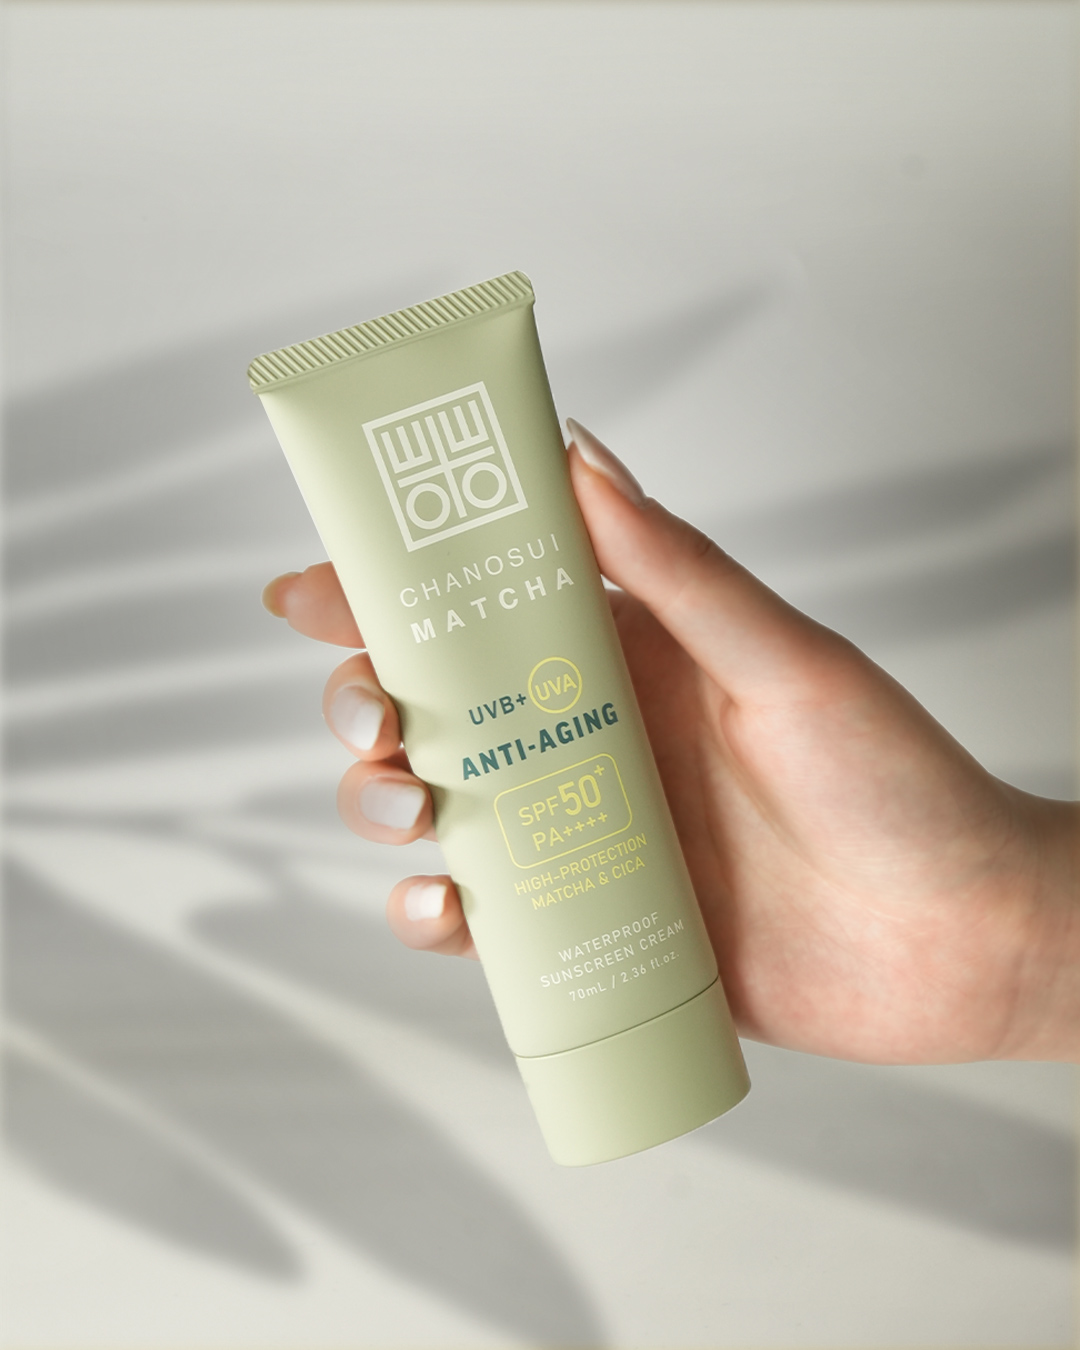 CHANOSUI
MATCHA
UVB+ UVA
ANTI-AGING
SPF50+
PA++++
HIGH-PROTECTION
MATCHA & CICA
WATERPROOF
SUNSCREEN CREAM
70mL / 2.36 fl.oz.